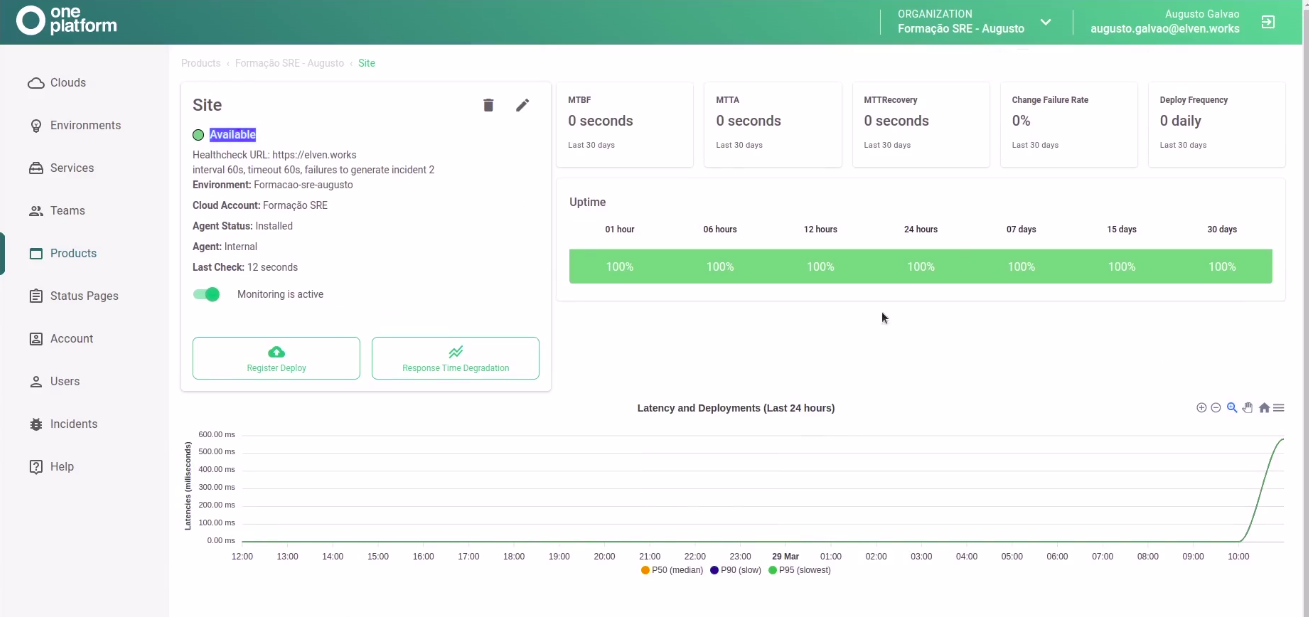 one
platform
ORGANIZATION
Formação SRE - Augusto
Augusto Galvao
augusto.galvao@elven.works
Clouds
Environments
Services
Teams
Products
Status Pages
Account
Users
Incidents
Help
Products › Formação SRE - Augusto › Site
Site
Available
Healthcheck URL: https://elven.works
interval 60s, timeout 60s, failures to generate incident 2
Environment: Formacao-sre-augusto
Cloud Account: Formação SRE
Agent Status: Installed
Agent: Internal
Last Check: 12 seconds
Monitoring is active
Register Deploy
Response Time Degradation
MTBF
0 seconds
Last 30 days
MTTA
0 seconds
Last 30 days
MTTRecovery
0 seconds
Last 30 days
Change Failure Rate
0%
Last 30 days
Deploy Frequency
0 daily
Last 30 days
Uptime
01 hour 06 hours 12 hours 24 hours 07 days 15 days 30 days
100% 100% 100% 100% 100% 100% 100%
Latency and Deployments (Last 24 hours)
Latencies (miliseconds)
600.00 ms
500.00 ms
400.00 ms
300.00 ms
200.00 ms
100.00 ms
0.00 ms
12:00 13:00 14:00 15:00 16:00 17:00 18:00 19:00 20:00 21:00 22:00 23:00 29 Mar 01:00 02:00 03:00 04:00 05:00 06:00 07:00 08:00 09:00 10:00
P50 (median) P90 (slow) P95 (slowest)